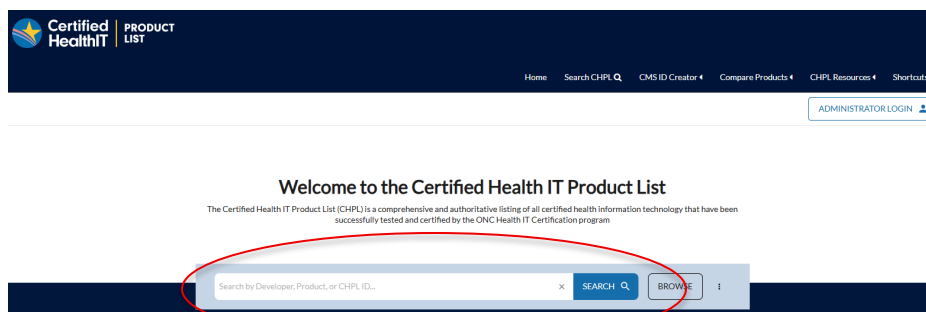 Certified HealthIT | PRODUCT LIST
Home Search CHPL CMS ID Creator Compare Products CHPL Resources Shortcuts
ADMINISTRATOR LOGIN
Welcome to the Certified Health IT Product List
The Certified Health IT Product List (CHPL) is a comprehensive and authoritative listing of all certified health information technology that have been
successfully tested and certified by the ONC Health IT Certification program
Search by Developer, Product, or CHPL ID... × SEARCH BROWSE